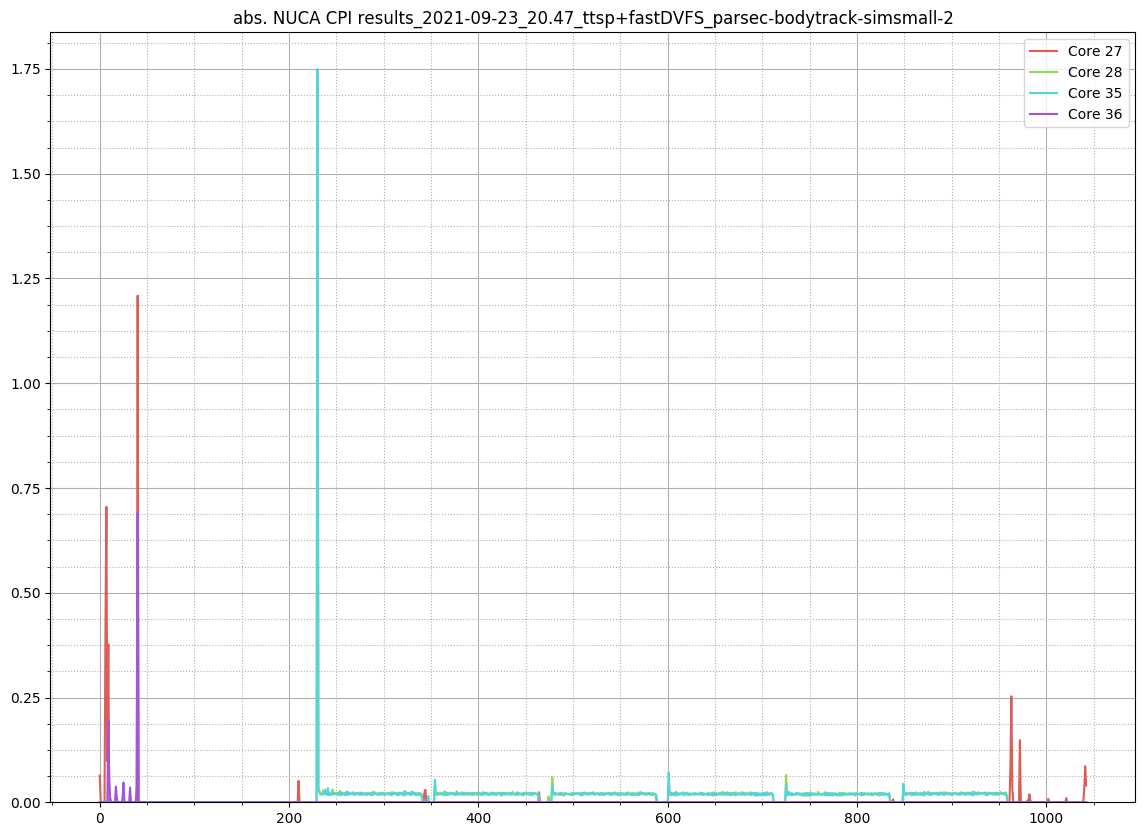 abs. NUCA CPI results_2021-09-23_20.47_ttsp+fastDVFS_parsec-bodytrack-simsmall-2
Core 27
Core 28
Core 35
Core 36
1.75
1.50
1.25
1.00
0.75
0.50
0.25
0.00
0 200 400 600 800 1000